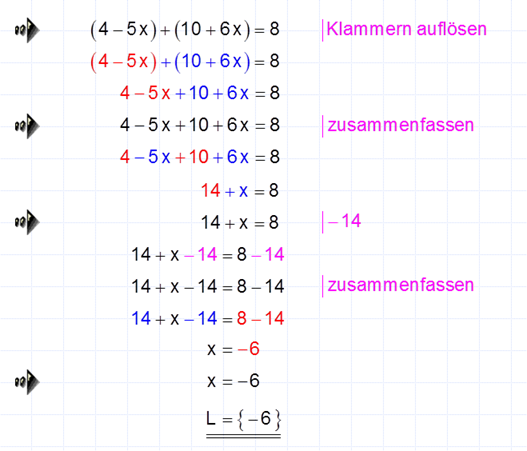 (4 − 5x) + (10 + 6x) = 8 |Klammern auflösen
(4 − 5x) + (10 + 6x) = 8
4 − 5x + 10 + 6x = 8
4 − 5x + 10 + 6x = 8 |zusammenfassen
4 − 5x + 10 + 6x = 8
14 + x = 8
14 + x = 8 |−14
14 + x − 14 = 8 − 14
14 + x − 14 = 8 − 14 |zusammenfassen
14 + x − 14 = 8 − 14
x = −6
x = −6
L = {−6}